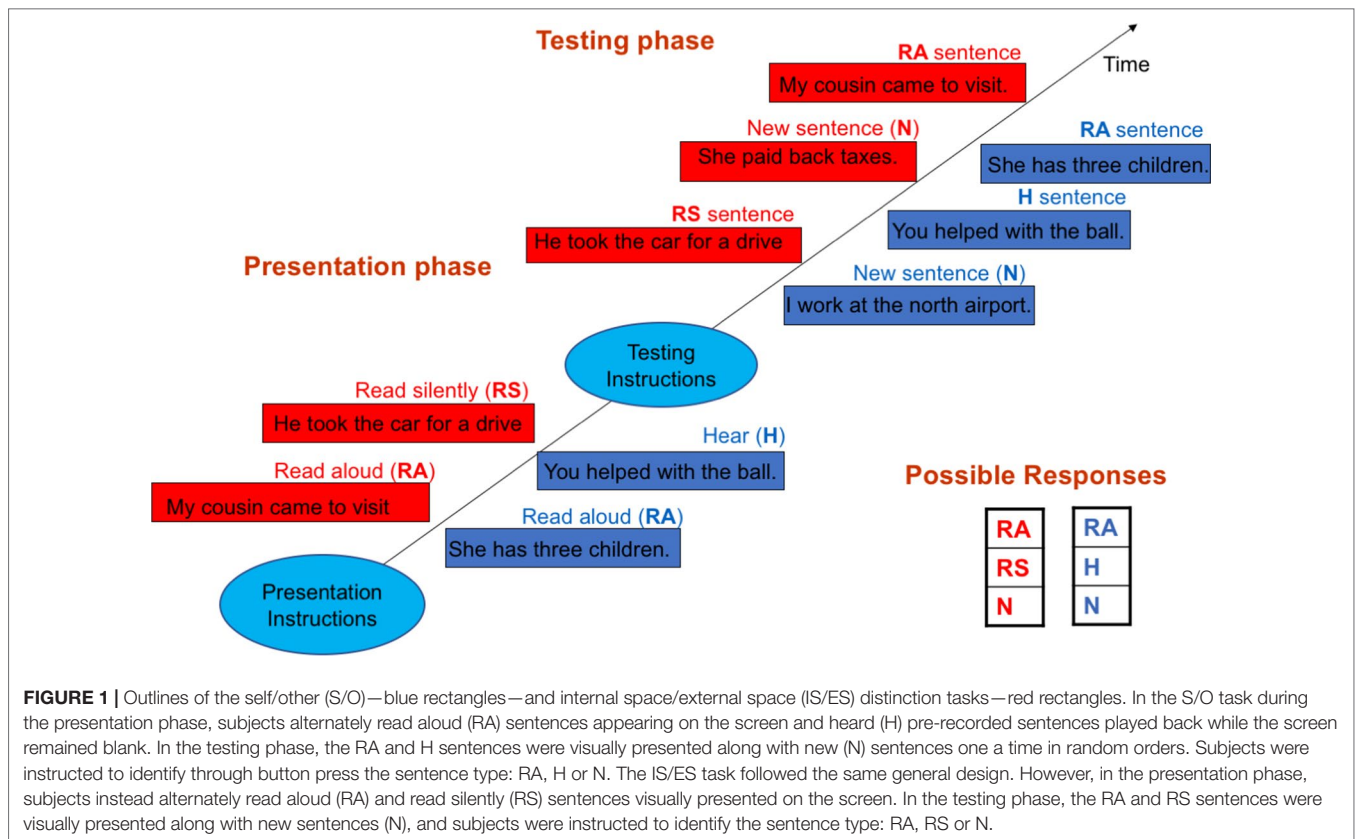 Testing phase
RA sentence
My cousin came to visit.
Time
New sentence (N)
She paid back taxes.
RA sentence
She has three children.
RS sentence
He took the car for a drive
H sentence
You helped with the ball.
Presentation phase
New sentence (N)
I work at the north airport.
Testing
Instructions
Read silently (RS)
He took the car for a drive
Hear (H)
You helped with the ball.
Read aloud (RA)
My cousin came to visit
Read aloud (RA)
She has three children.
Presentation
Instructions
Possible Responses
RA RA
RS H
N N
FIGURE 1 | Outlines of the self/other (S/O)—blue rectangles—and internal space/external space (IS/ES) distinction tasks—red rectangles. In the S/O task during
the presentation phase, subjects alternately read aloud (RA) sentences appearing on the screen and heard (H) pre-recorded sentences played back while the screen
remained blank. In the testing phase, the RA and H sentences were visually presented along with new (N) sentences one a time in random orders. Subjects were
instructed to identify through button press the sentence type: RA, H or N. The IS/ES task followed the same general design. However, in the presentation phase,
subjects instead alternately read aloud (RA) and read silently (RS) sentences visually presented on the screen. In the testing phase, the RA and RS sentences were
visually presented along with new sentences (N), and subjects were instructed to identify the sentence type: RA, RS or N.